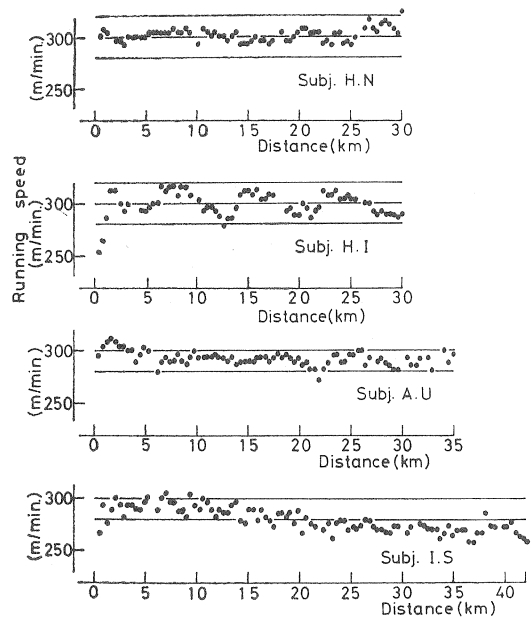 Running speed
(m/min.)
300
250
Subj. H.N
0 5 10 15 20 25 30
Distance(km)
(m/min.)
300
250
Subj. H.I
0 5 10 15 20 25 30
Distance(km)
(m/min.)
300
250
Subj. A.U
0 5 10 15 20 25 30 35
Distance(km)
(m/min.)
300
250
Subj. I.S
0 5 10 15 20 25 30 35 40
Distance(km)